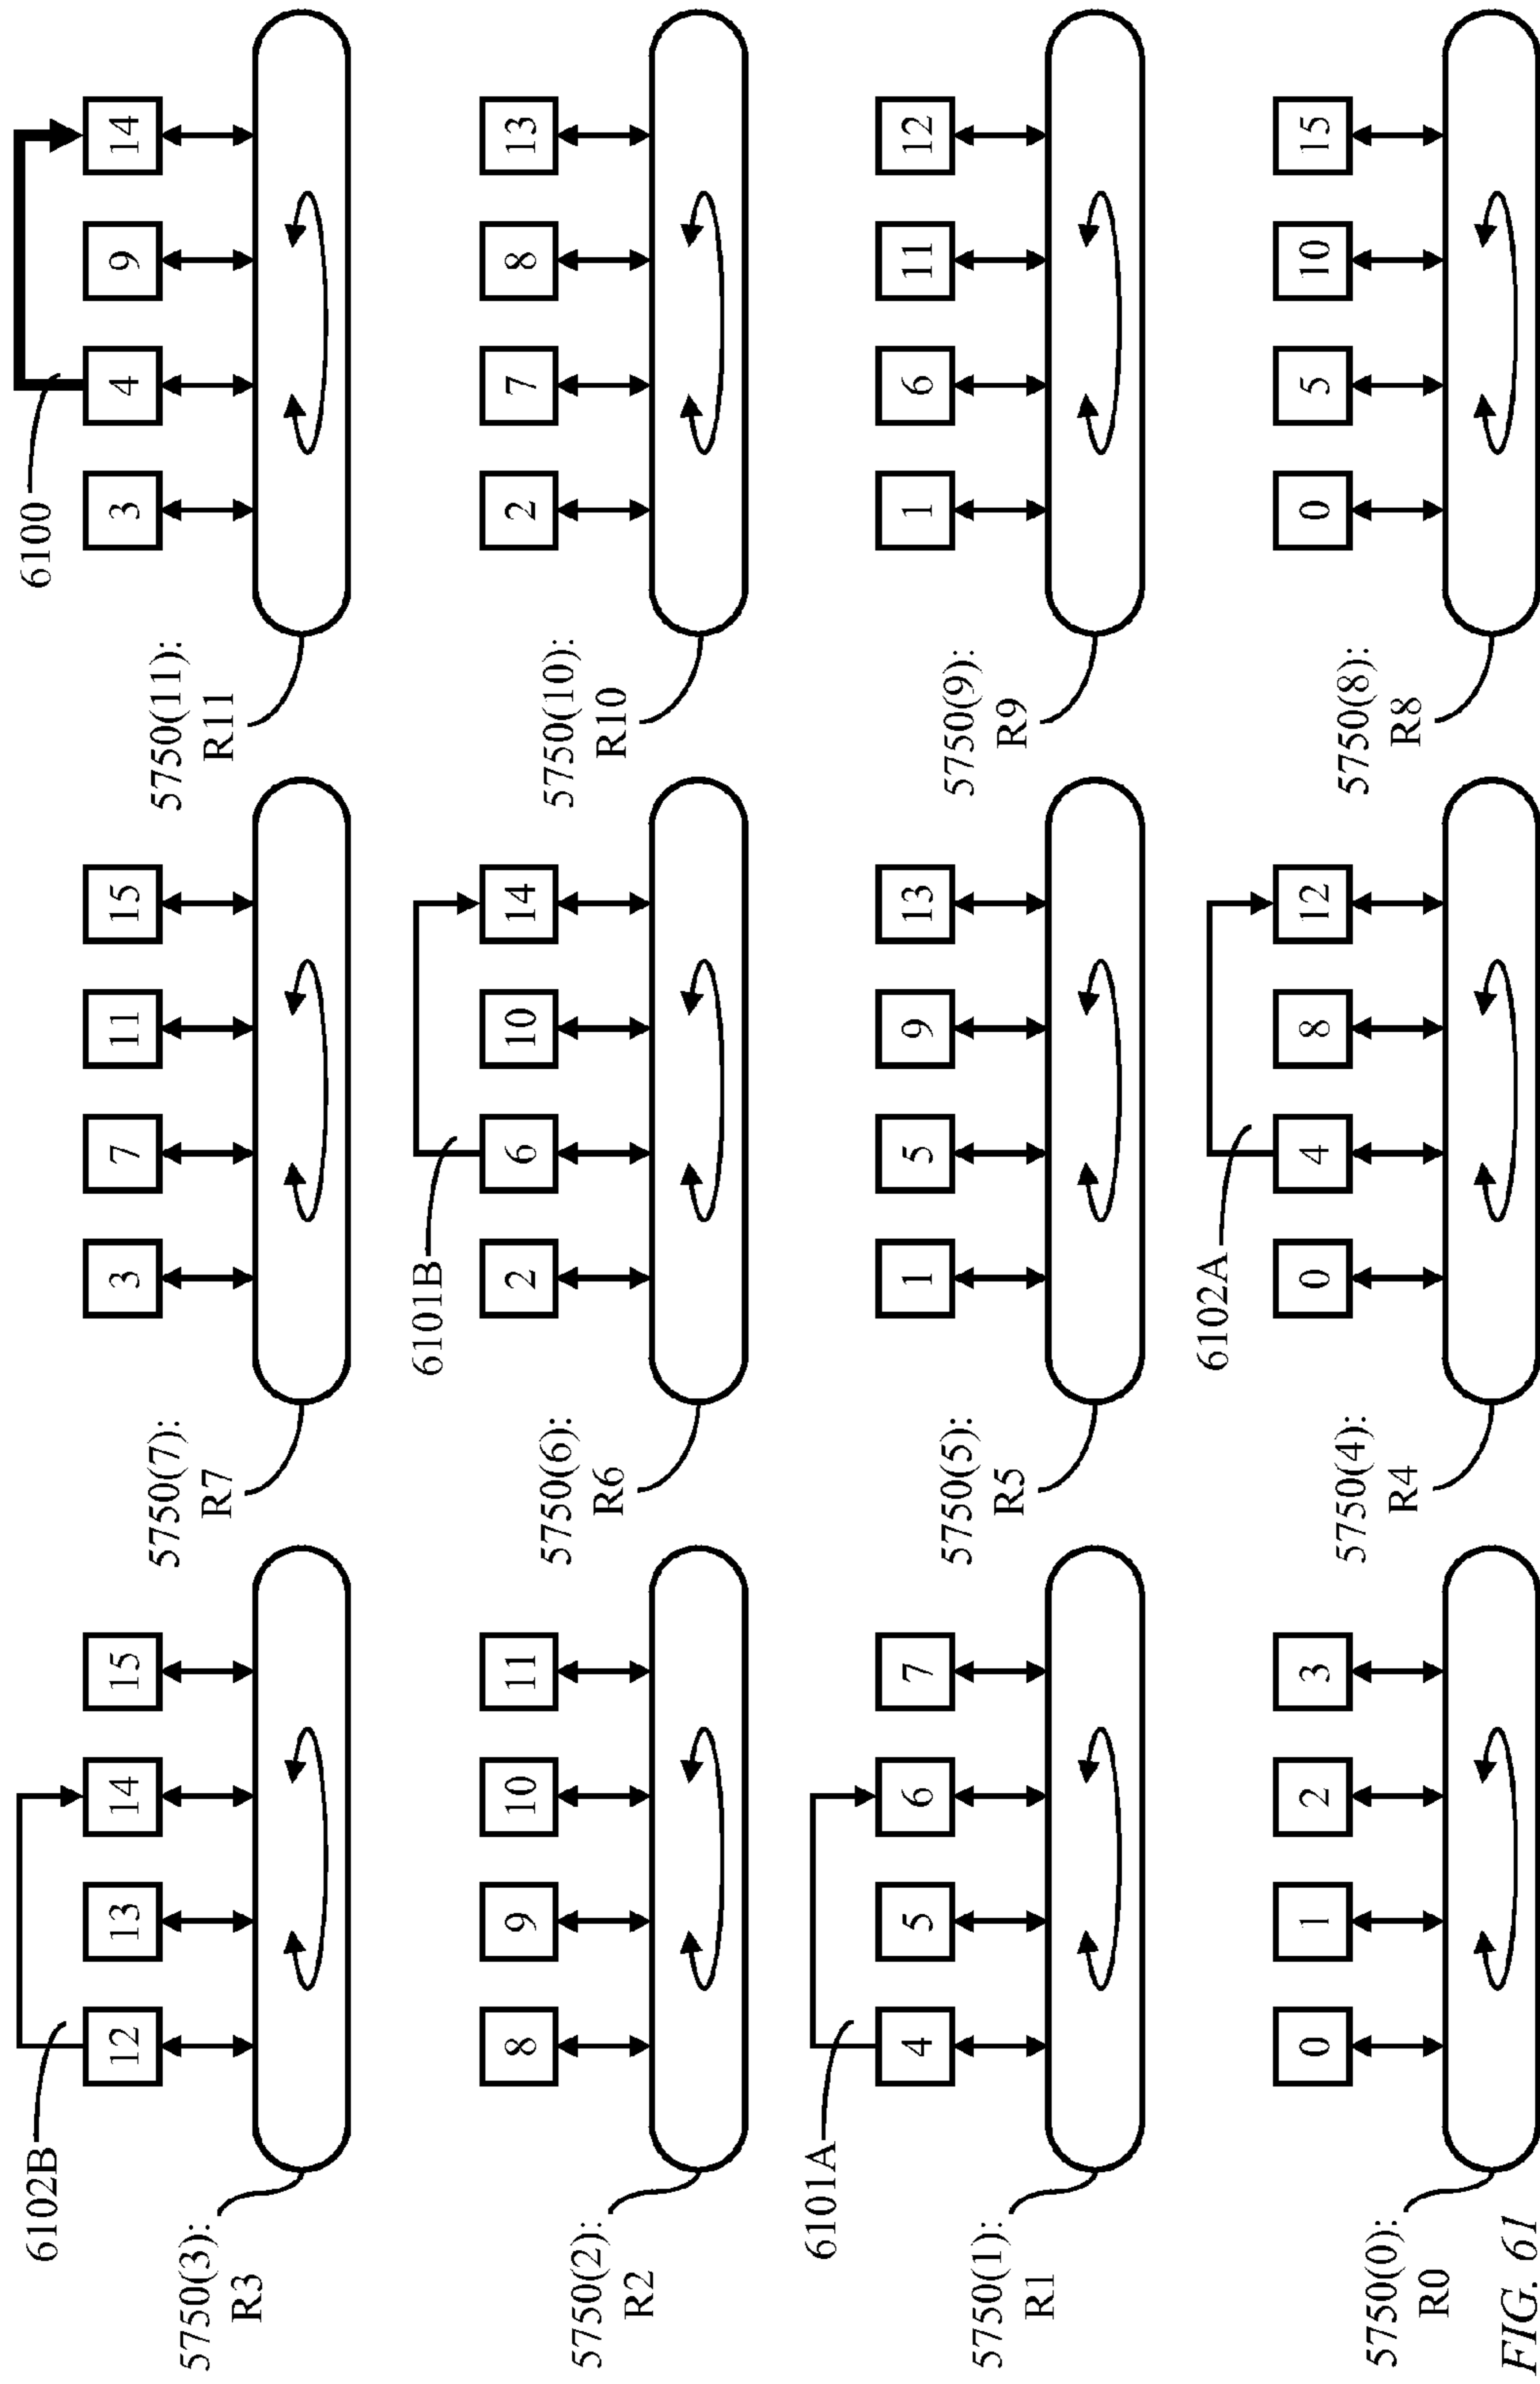 6102B
12 13 14 15
5750(3):
R3
3 7 11 15
5750(7):
R7
6100
3 4 9 14
5750(11):
R11
8 9 10 11
5750(2):
R2
6101B
2 6 10 14
5750(6):
R6
2 7 8 13
5750(10):
R10
6101A
4 5 6 7
5750(1):
R1
1 5 9 13
5750(5):
R5
1 6 11 12
5750(9):
R9
0 1 2 3
5750(0):
R0
6102A
0 4 8 12
5750(4):
R4
0 5 10 15
5750(8):
R8
FIG. 61